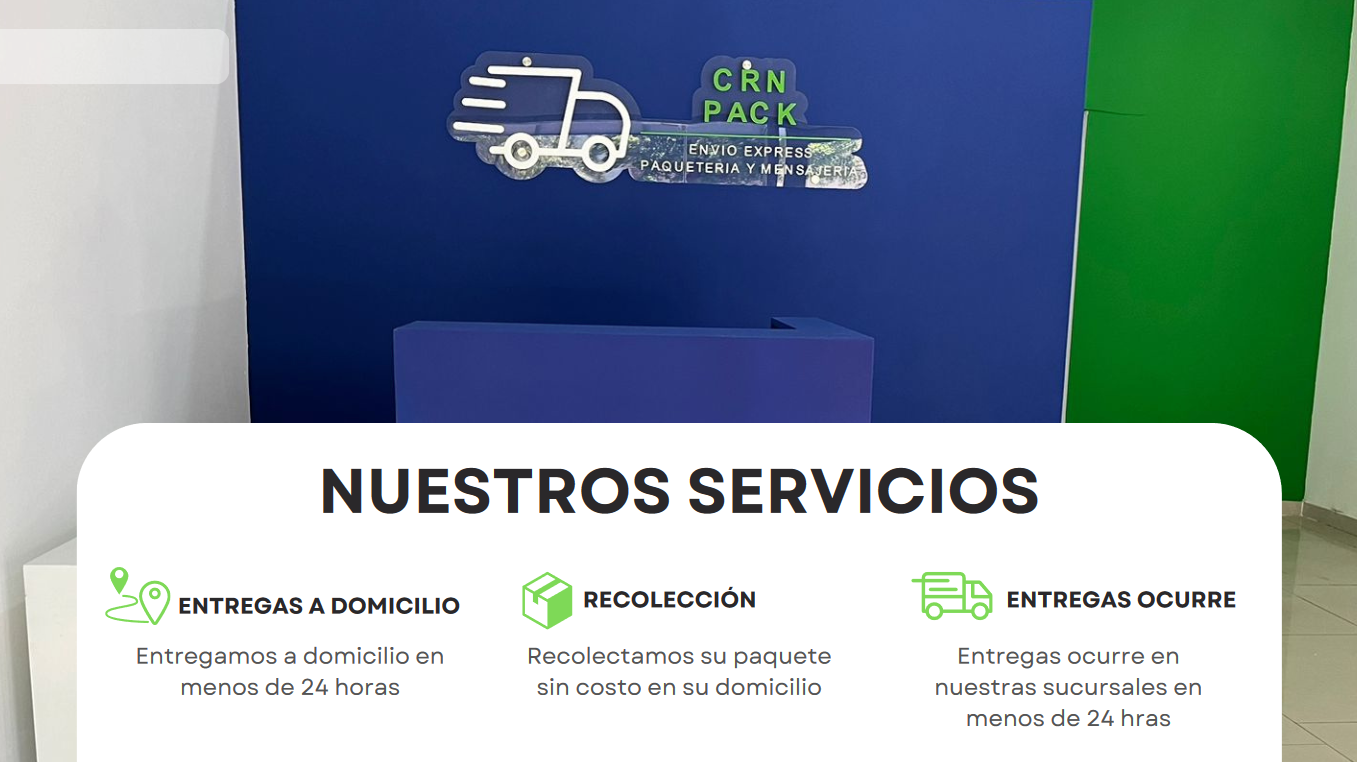 CRN
PACK
ENVIO EXPRESS
PAQUETERIA Y MENSAJERIA
NUESTROS SERVICIOS
ENTREGAS A DOMICILIO
Entregamos a domicilio en
menos de 24 horas
RECOLECCIÓN
Recolectamos su paquete
sin costo en su domicilio
ENTREGAS OCURRE
Entregas ocurre en
nuestras sucursales en
menos de 24 hras